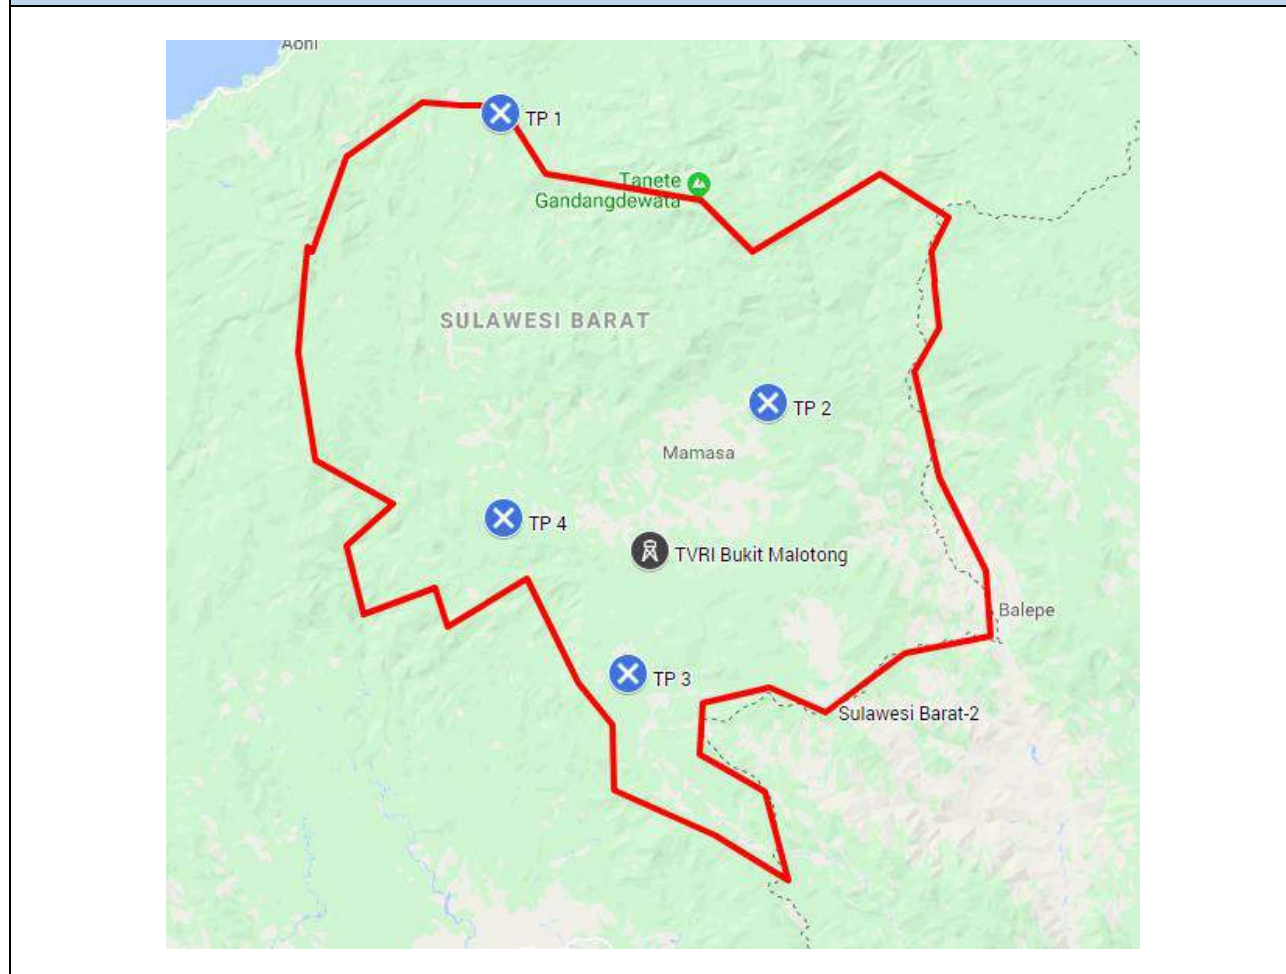 Aoni
TP 1
Tanete
Gandangdewata
SULAWESI BARAT
TP 2
Mamasa
TP 4
TVRI Bukit Malotong
Balepe
TP 3
Sulawesi Barat-2